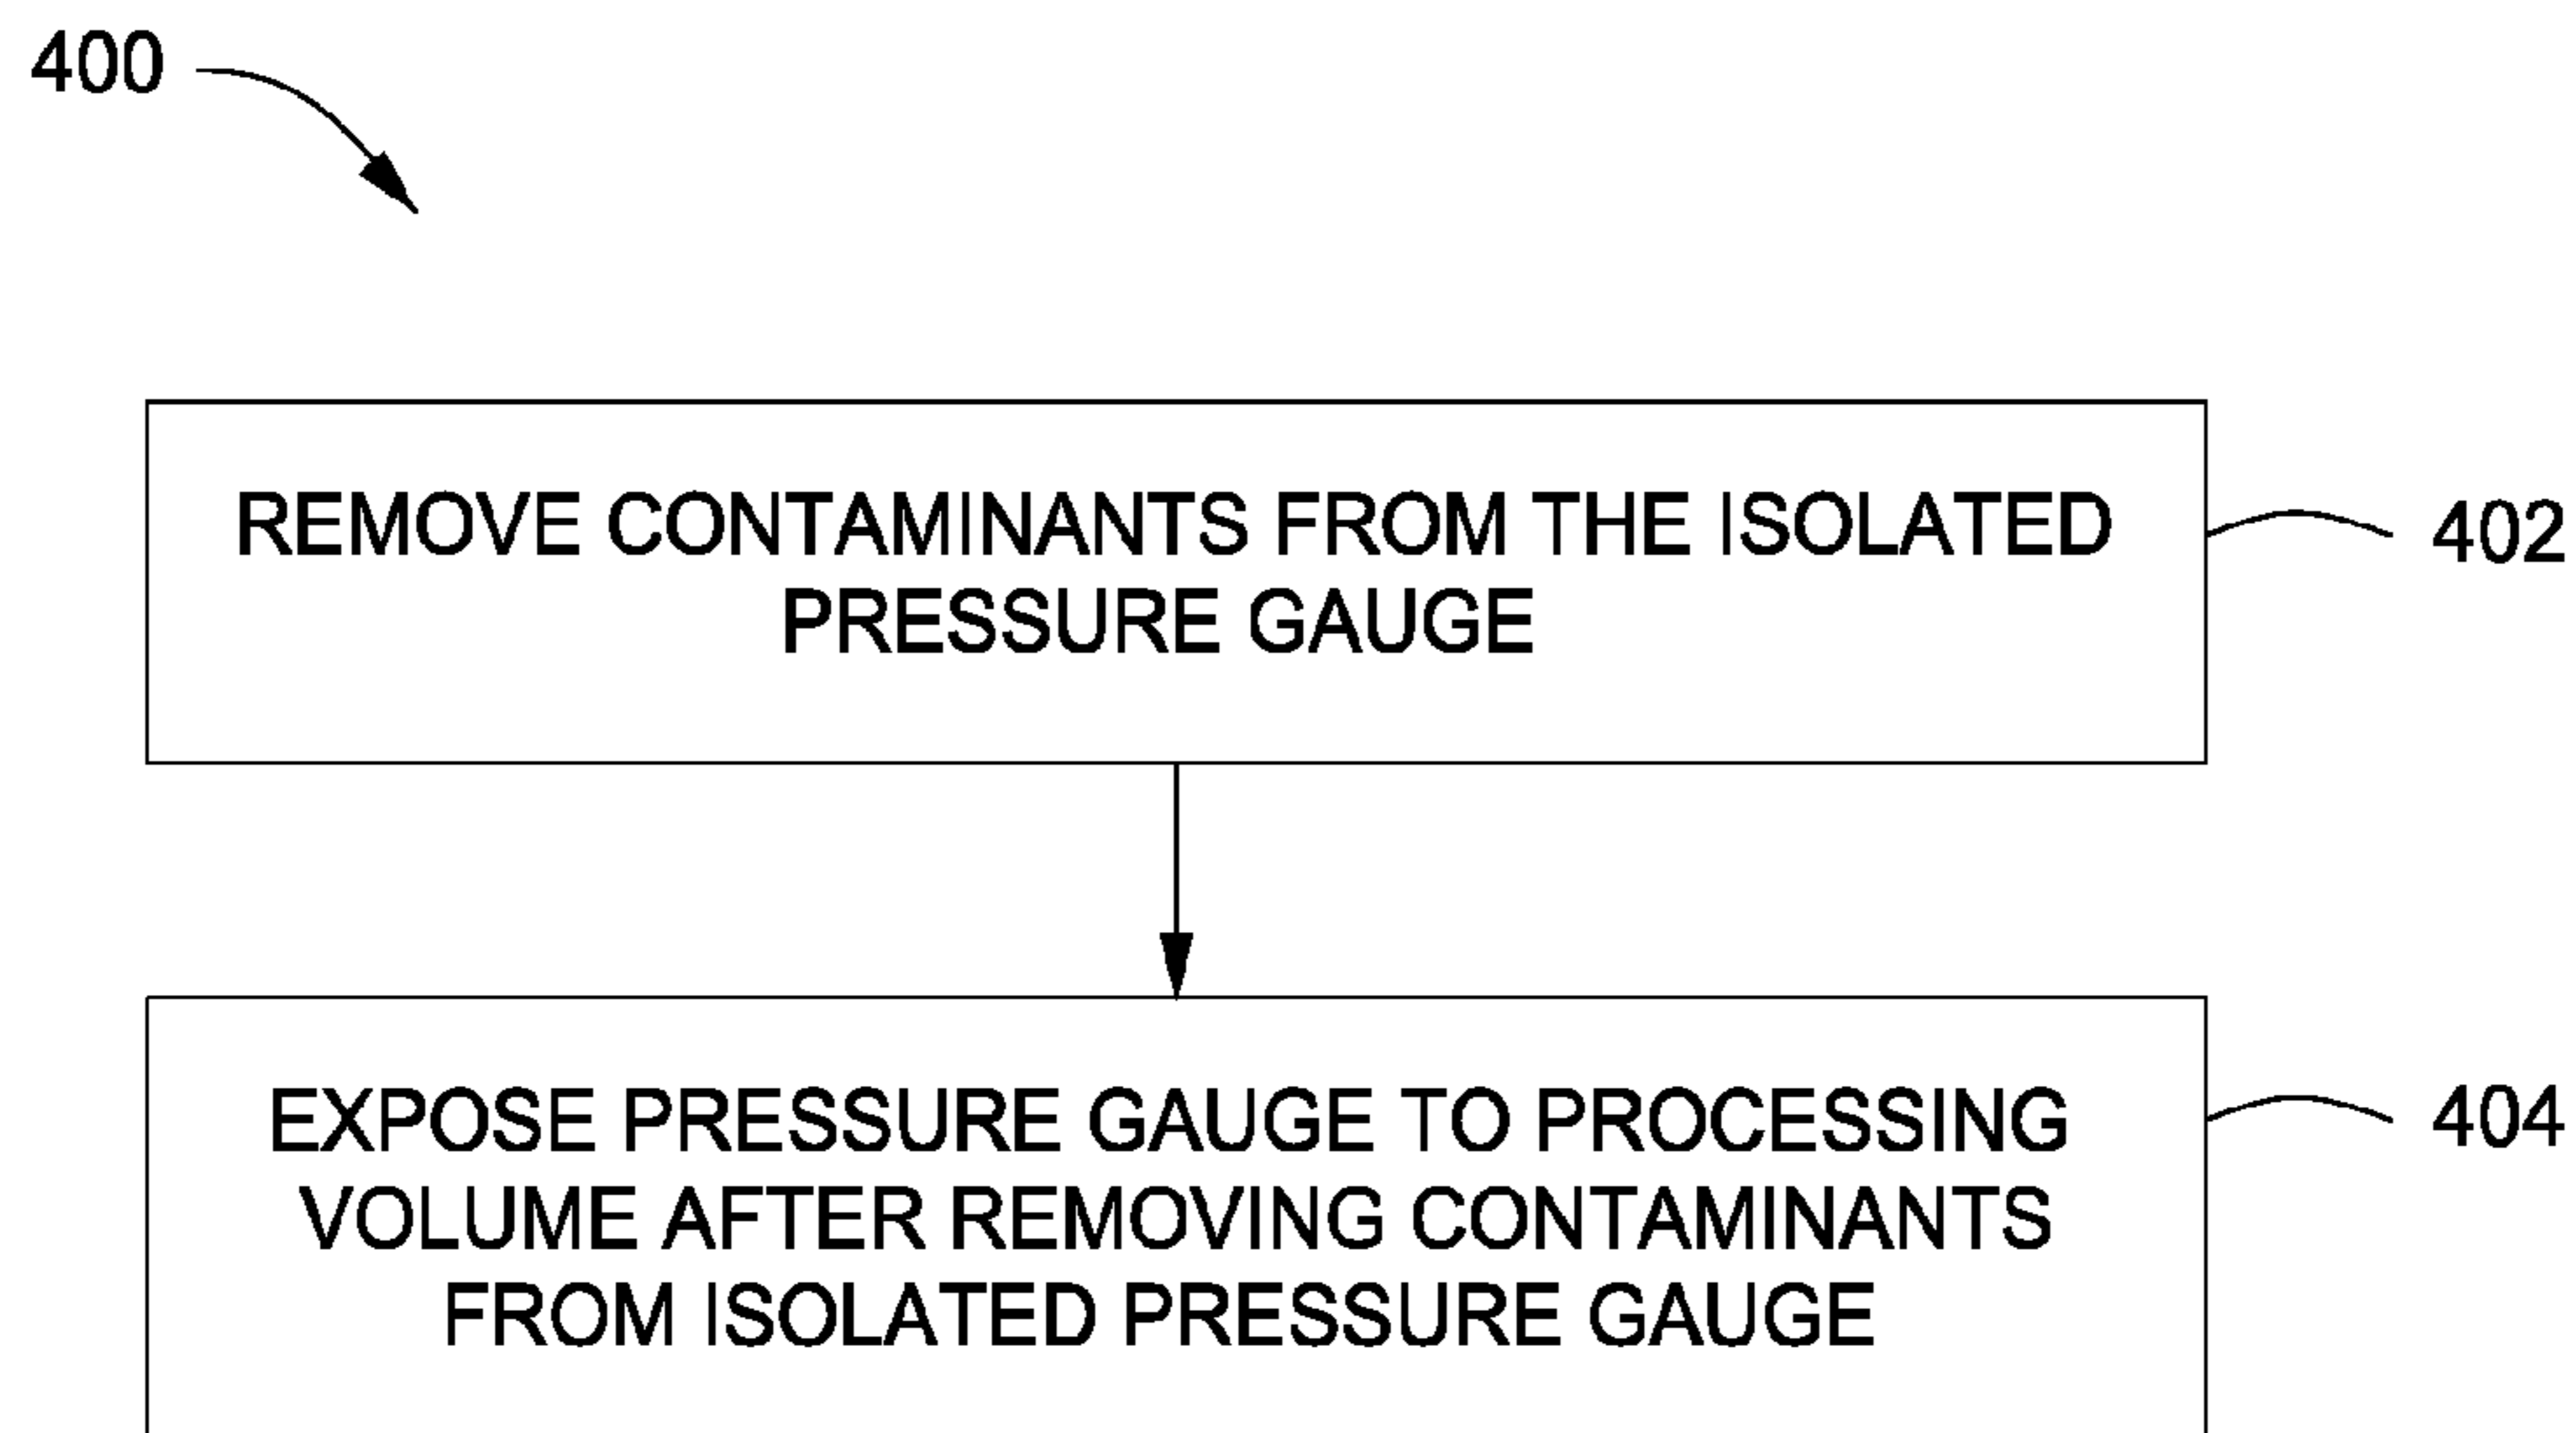 400
REMOVE CONTAMINANTS FROM THE ISOLATED
PRESSURE GAUGE
402
EXPOSE PRESSURE GAUGE TO PROCESSING
VOLUME AFTER REMOVING CONTAMINANTS
FROM ISOLATED PRESSURE GAUGE
404